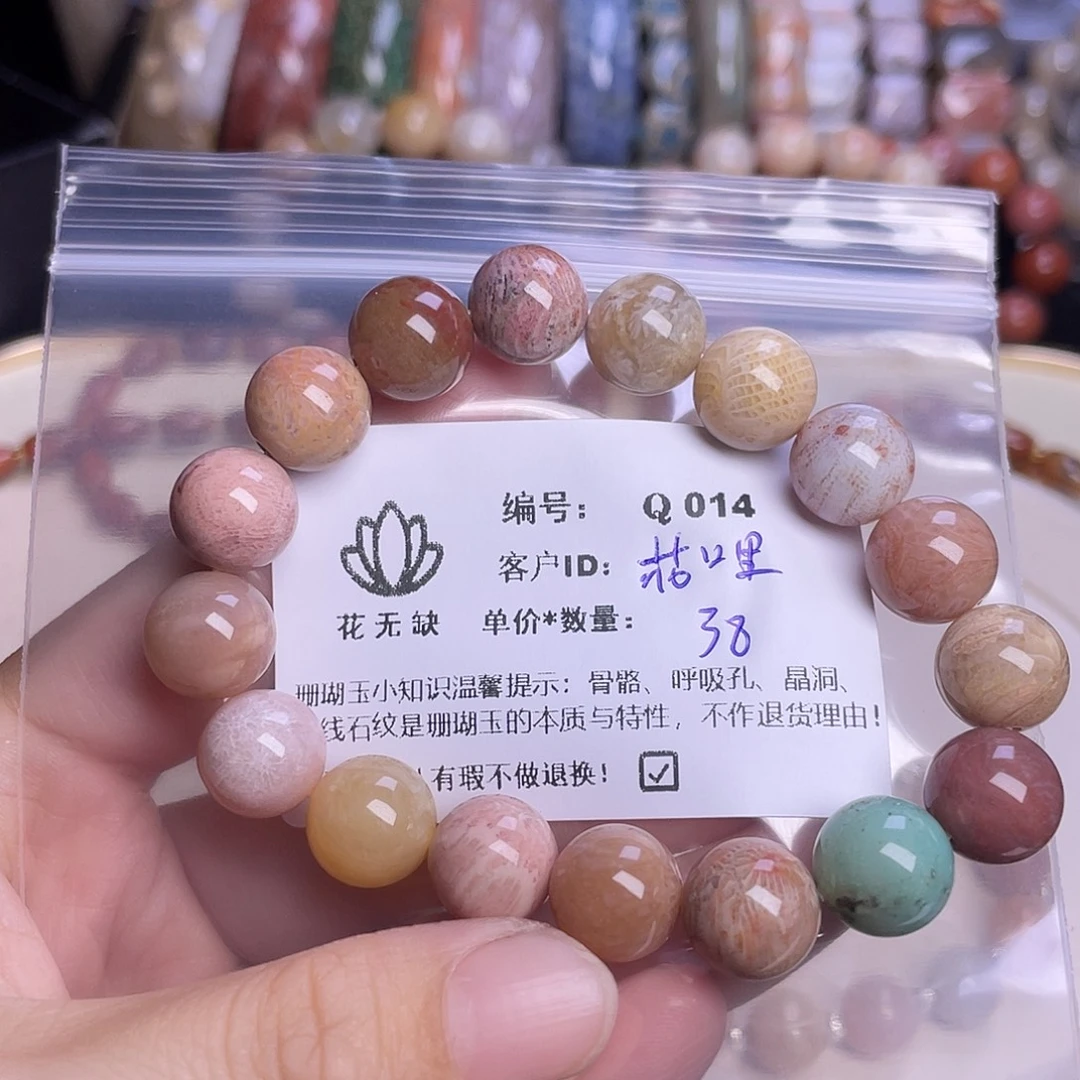 编号: Q 014
客户ID: 桔口里
花无缺
单价*数量: 38
珊瑚玉小知识温馨提示: 骨骼、呼吸孔、晶洞、
线石纹是珊瑚玉的本质与特性, 不作退货理由!
有瑕不做退换! ☑